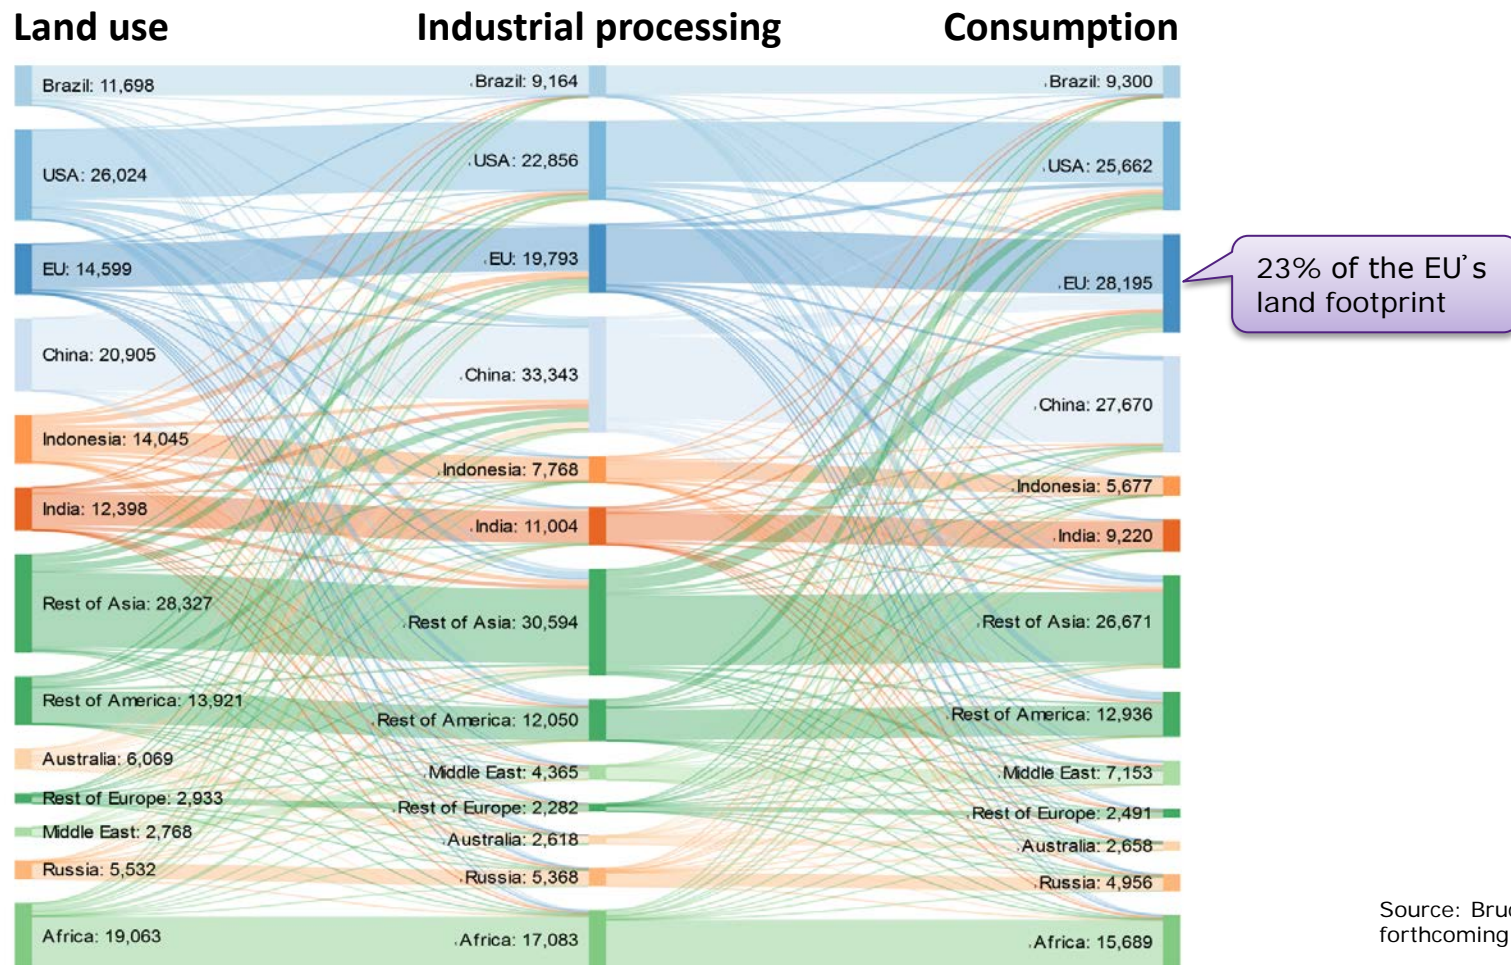 Land use
Industrial processing
Consumption
Brazil: 11,698
USA: 26,024
EU: 14,599
China: 20,905
Indonesia: 14,045
India: 12,398
Rest of Asia: 28,327
Rest of America: 13,921
Australia: 6,069
Rest of Europe: 2,933
Middle East: 2,768
Russia: 5,532
Africa: 19,063
Brazil: 9,164
USA: 22,856
EU: 19,793
China: 33,343
Indonesia: 7,768
India: 11,004
Rest of Asia: 30,594
Rest of America: 12,050
Middle East: 4,365
Rest of Europe: 2,282
Australia: 2,618
Russia: 5,368
Africa: 17,083
Brazil: 9,300
USA: 25,662
EU: 28,195
China: 27,670
Indonesia: 5,677
India: 9,220
Rest of Asia: 26,671
Rest of America: 12,936
Middle East: 7,153
Rest of Europe: 2,491
Australia: 2,658
Russia: 4,956
Africa: 15,689
23% of the EU's
land footprint
Source:
forthcoming